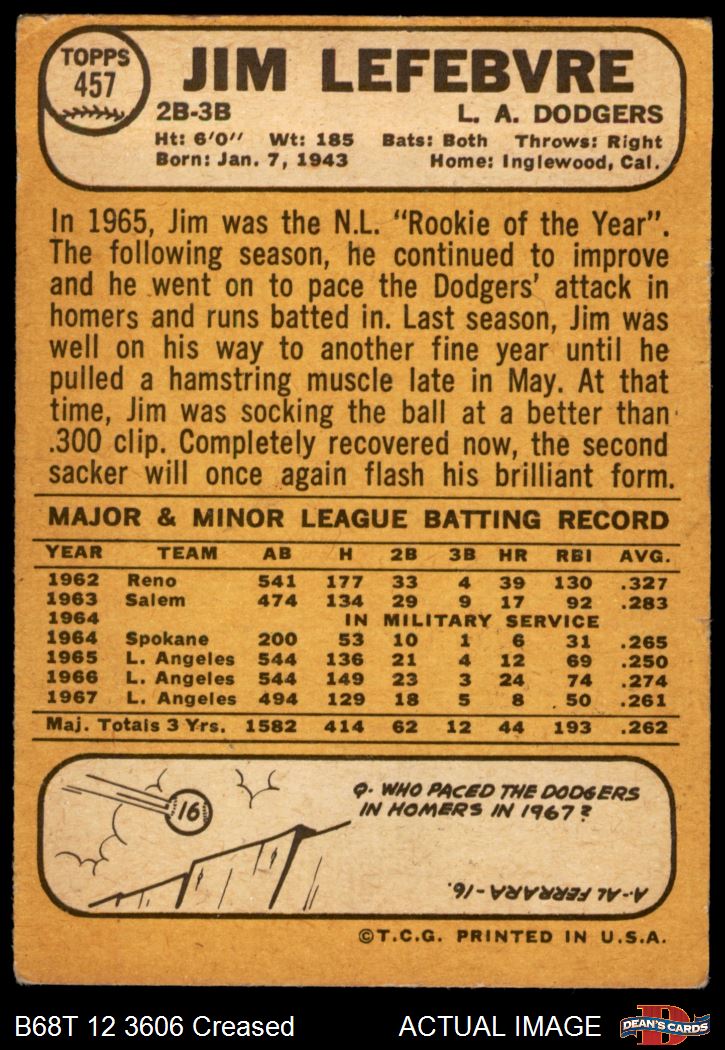 TOPPS
457
JIM LEFEBVRE
2B-3B L. A. DODGERS
Ht: 6'0" Wt: 185 Bats: Both Throws: Right
Born: Jan. 7, 1943 Home: Inglewood, Cal.
In 1965, Jim was the N.L. "Rookie of the Year".
The following season, he continued to improve
and he went on to pace the Dodgers' attack in
homers and runs batted in. Last season, Jim was
well on his way to another fine year until he
pulled a hamstring muscle late in May. At that
time, Jim was socking the ball at a better than
.300 clip. Completely recovered now, the second
sacker will once again flash his brilliant form.
MAJOR & MINOR LEAGUE BATTING RECORD
YEAR TEAM AB H 2B 3B HR RBI AVG.
1962 Reno 541 177 33 4 39 130 .327
1963 Salem 474 134 29 9 17 92 .283
1964 IN MILITARY SERVICE
1964 Spokane 200 53 10 1 6 31 .265
1965 L. Angeles 544 136 21 4 12 69 .250
1966 L. Angeles 544 149 23 3 24 74 .274
1967 L. Angeles 494 129 18 5 8 50 .261
Maj. Totals 3 Yrs. 1582 414 62 12 44 193 .262
16
Q. WHO PACED THE DODGERS
IN HOMERS IN 1967?
A.-AL FERRARA-16.
©T.C.G. PRINTED IN U.S.A.
B68T 12 3606 Creased ACTUAL IMAGE
D
DEAN'S CARDS